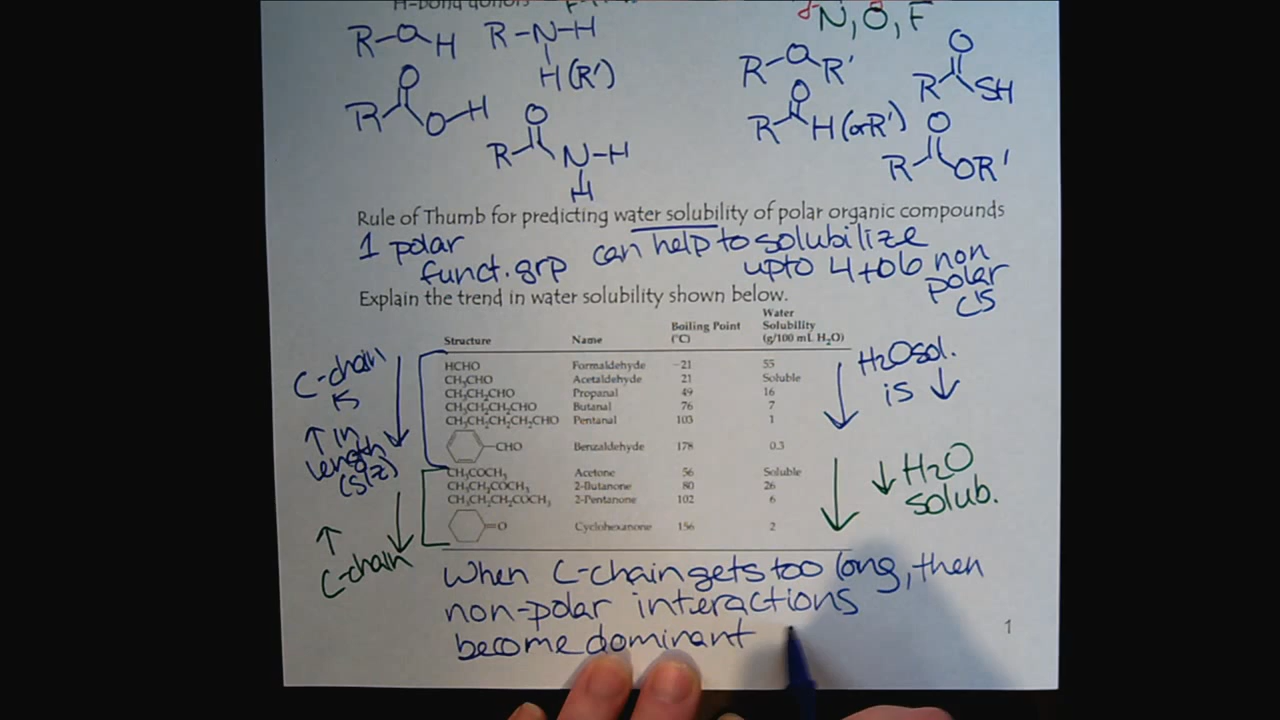 H-bond donors
N, O, F
R-O-H R-N-H
H(R')
R-O-R'
R O SH
R O O-H
R O H(orR')
R O N-H
H
R O OR'
Rule of Thumb for predicting water solubility of polar organic compounds
1 polar funct.grp can help to solubilize
upto 4 to 6 non polar C's
Explain the trend in water solubility shown below.
Structure Name Boiling Point (°C) Water Solubility (g/100 mL H₂O)
HCHO Formaldehyde -21 55
CH₃CHO Acetaldehyde 21 Soluble
CH₃CH₂CHO Propanal 49 16
CH₃CH₂CH₂CHO Butanal 76 7
CH₃CH₂CH₂CH₂CHO Pentanal 103 1
CHO Benzaldehyde 178 0.3
CH₃COCH₃ Acetone 56 Soluble
CH₃CH₂COCH₃ 2-Butanone 80 26
CH₃CH₂CH₂COCH₃ 2-Pentanone 102 6
=O Cyclohexanone 156 2
C-chain
is
↑ in
length
(size)
↑
C-chain
H2O sol.
is ↓
↓ H2O
solub.
When C-chain gets too long, then
non-polar interactions
become dominant
1